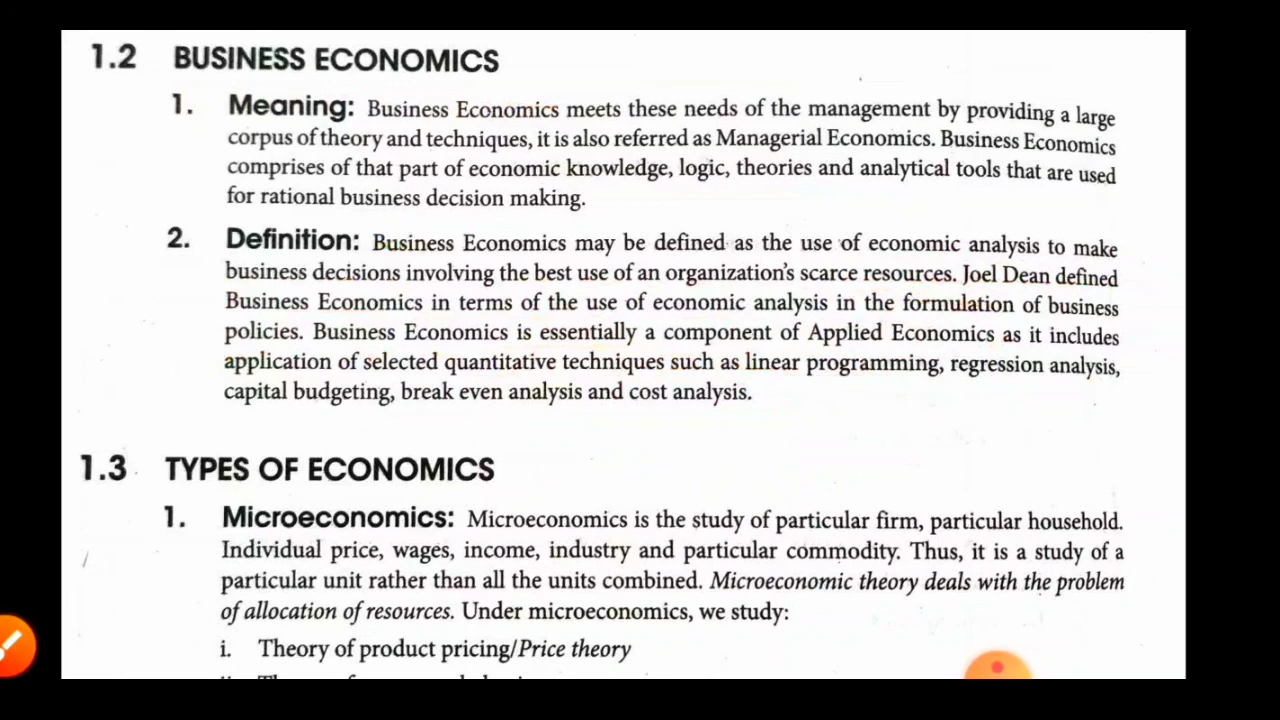 1.2 BUSINESS ECONOMICS
1. Meaning: Business Economics meets these needs of the management by providing a large
corpus of theory and techniques, it is also referred as Managerial Economics. Business Economics
comprises of that part of economic knowledge, logic, theories and analytical tools that are used
for rational business decision making.
2. Definition: Business Economics may be defined as the use of economic analysis to make
business decisions involving the best use of an organization's scarce resources. Joel Dean defined
Business Economics in terms of the use of economic analysis in the formulation of business
policies. Business Economics is essentially a component of Applied Economics as it includes
application of selected quantitative techniques such as linear programming, regression analysis,
capital budgeting, break even analysis and cost analysis.
1.3 TYPES OF ECONOMICS
1. Microeconomics: Microeconomics is the study of particular firm, particular household.
Individual price, wages, income, industry and particular commodity. Thus, it is a study of a
particular unit rather than all the units combined. Microeconomic theory deals with the problem
of allocation of resources. Under microeconomics, we study:
i. Theory of product pricing/Price theory